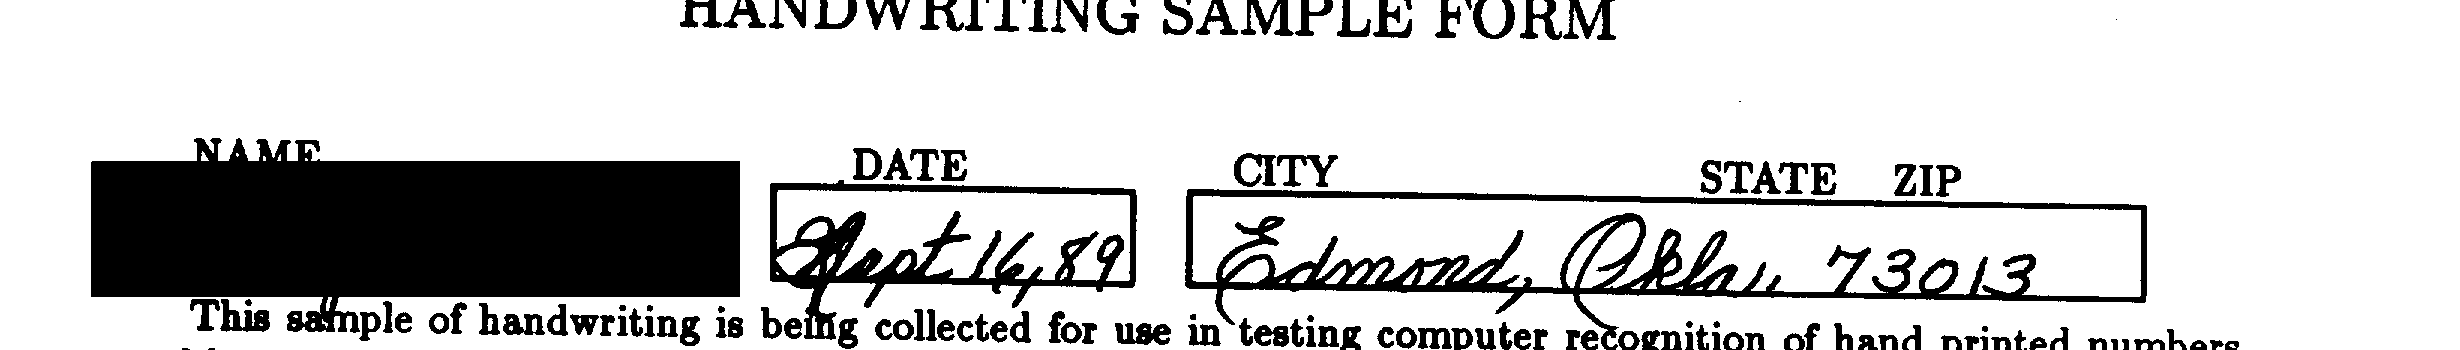 HANDWRITING SAMPLE FORM
NAME DATE CITY STATE ZIP
Sept 16, 89 Edmond, Okla. 73013
This sample of handwriting is being collected for use in testing computer recognition of hand printed numbers